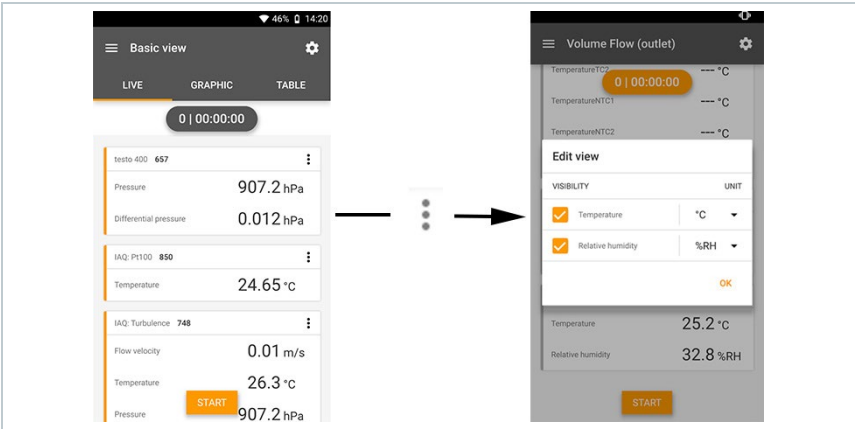 46% 14:20
Basic view
LIVE GRAPHIC TABLE
0 | 00:00:00
testo 400 657
Pressure 907.2 hPa
Differential pressure 0.012 hPa
IAQ: Pt100 850
Temperature 24.65 °C
IAQ: Turbulence 748
Flow velocity 0.01 m/s
Temperature 26.3 °C
START
Pressure 907.2 hPa
Volume Flow (outlet)
TemperatureTC2 --- °C
0 | 00:00:00
TemperatureNTC1 --- °C
TemperatureNTC2 --- °C
Edit view
VISIBILITY UNIT
Temperature °C
Relative humidity %RH
OK
Temperature 25.2 °C
Relative humidity 32.8 %RH
START